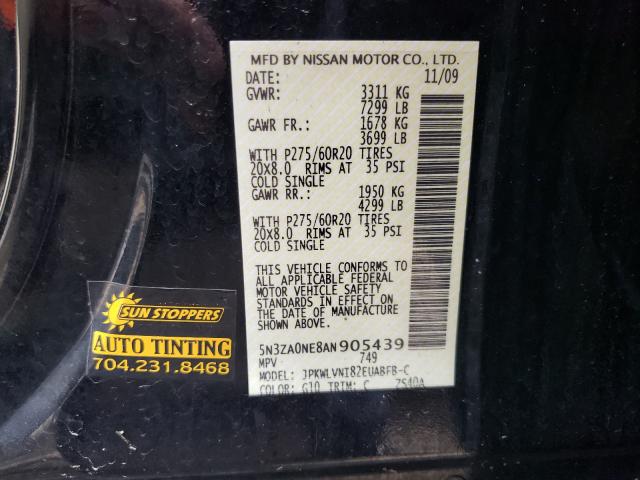 MFD BY NISSAN MOTOR CO., LTD.
DATE: 11/09
GVWR: 3311 KG
7299 LB
GAWR FR.: 1678 KG
3699 LB
WITH P275/60R20 TIRES
20X8.0 RIMS AT 35 PSI
COLD SINGLE
GAWR RR.: 1950 KG
4299 LB
WITH P275/60R20 TIRES
20X8.0 RIMS AT 35 PSI
COLD SINGLE
THIS VEHICLE CONFORMS TO
ALL APPLICABLE FEDERAL
MOTOR VEHICLE SAFETY
STANDARDS IN EFFECT ON
THE DATE OF MANUFACTURE
SHOWN ABOVE.
5N3ZA0NE8AN905439
MPV 749
MODEL: JPKWLVNI82EUABFB-C
COLOR: G10 TRIM: C ZS40A
SUN STOPPERS
AUTO TINTING
704.231.8468